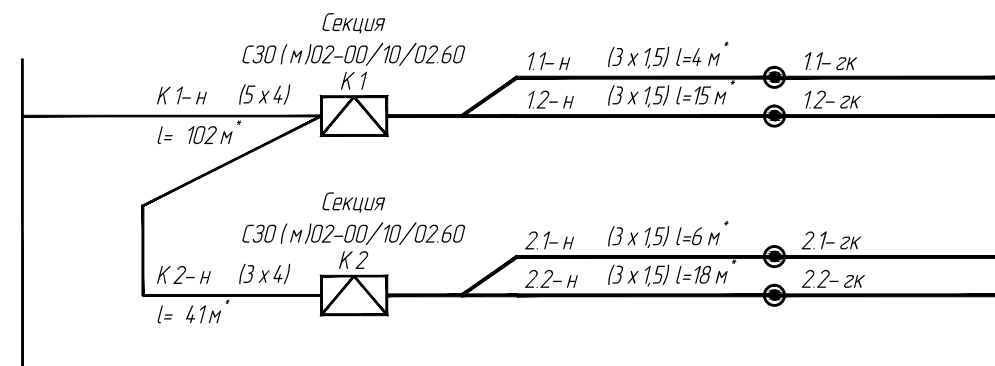 Секция
С30(м)02-00/10/02.60
К 1
К 1-н (5 х 4)
l= 102 м*
1.1-н (3 х 1,5) l=4 м* 1.1-гк
1.2-н (3 х 1,5) l=15 м* 1.2-гк
Секция
С30(м)02-00/10/02.60
К 2
К 2-н (3 х 4)
l= 41 м*
2.1-н (3 х 1,5) l=6 м* 2.1-гк
2.2-н (3 х 1,5) l=18 м* 2.2-гк